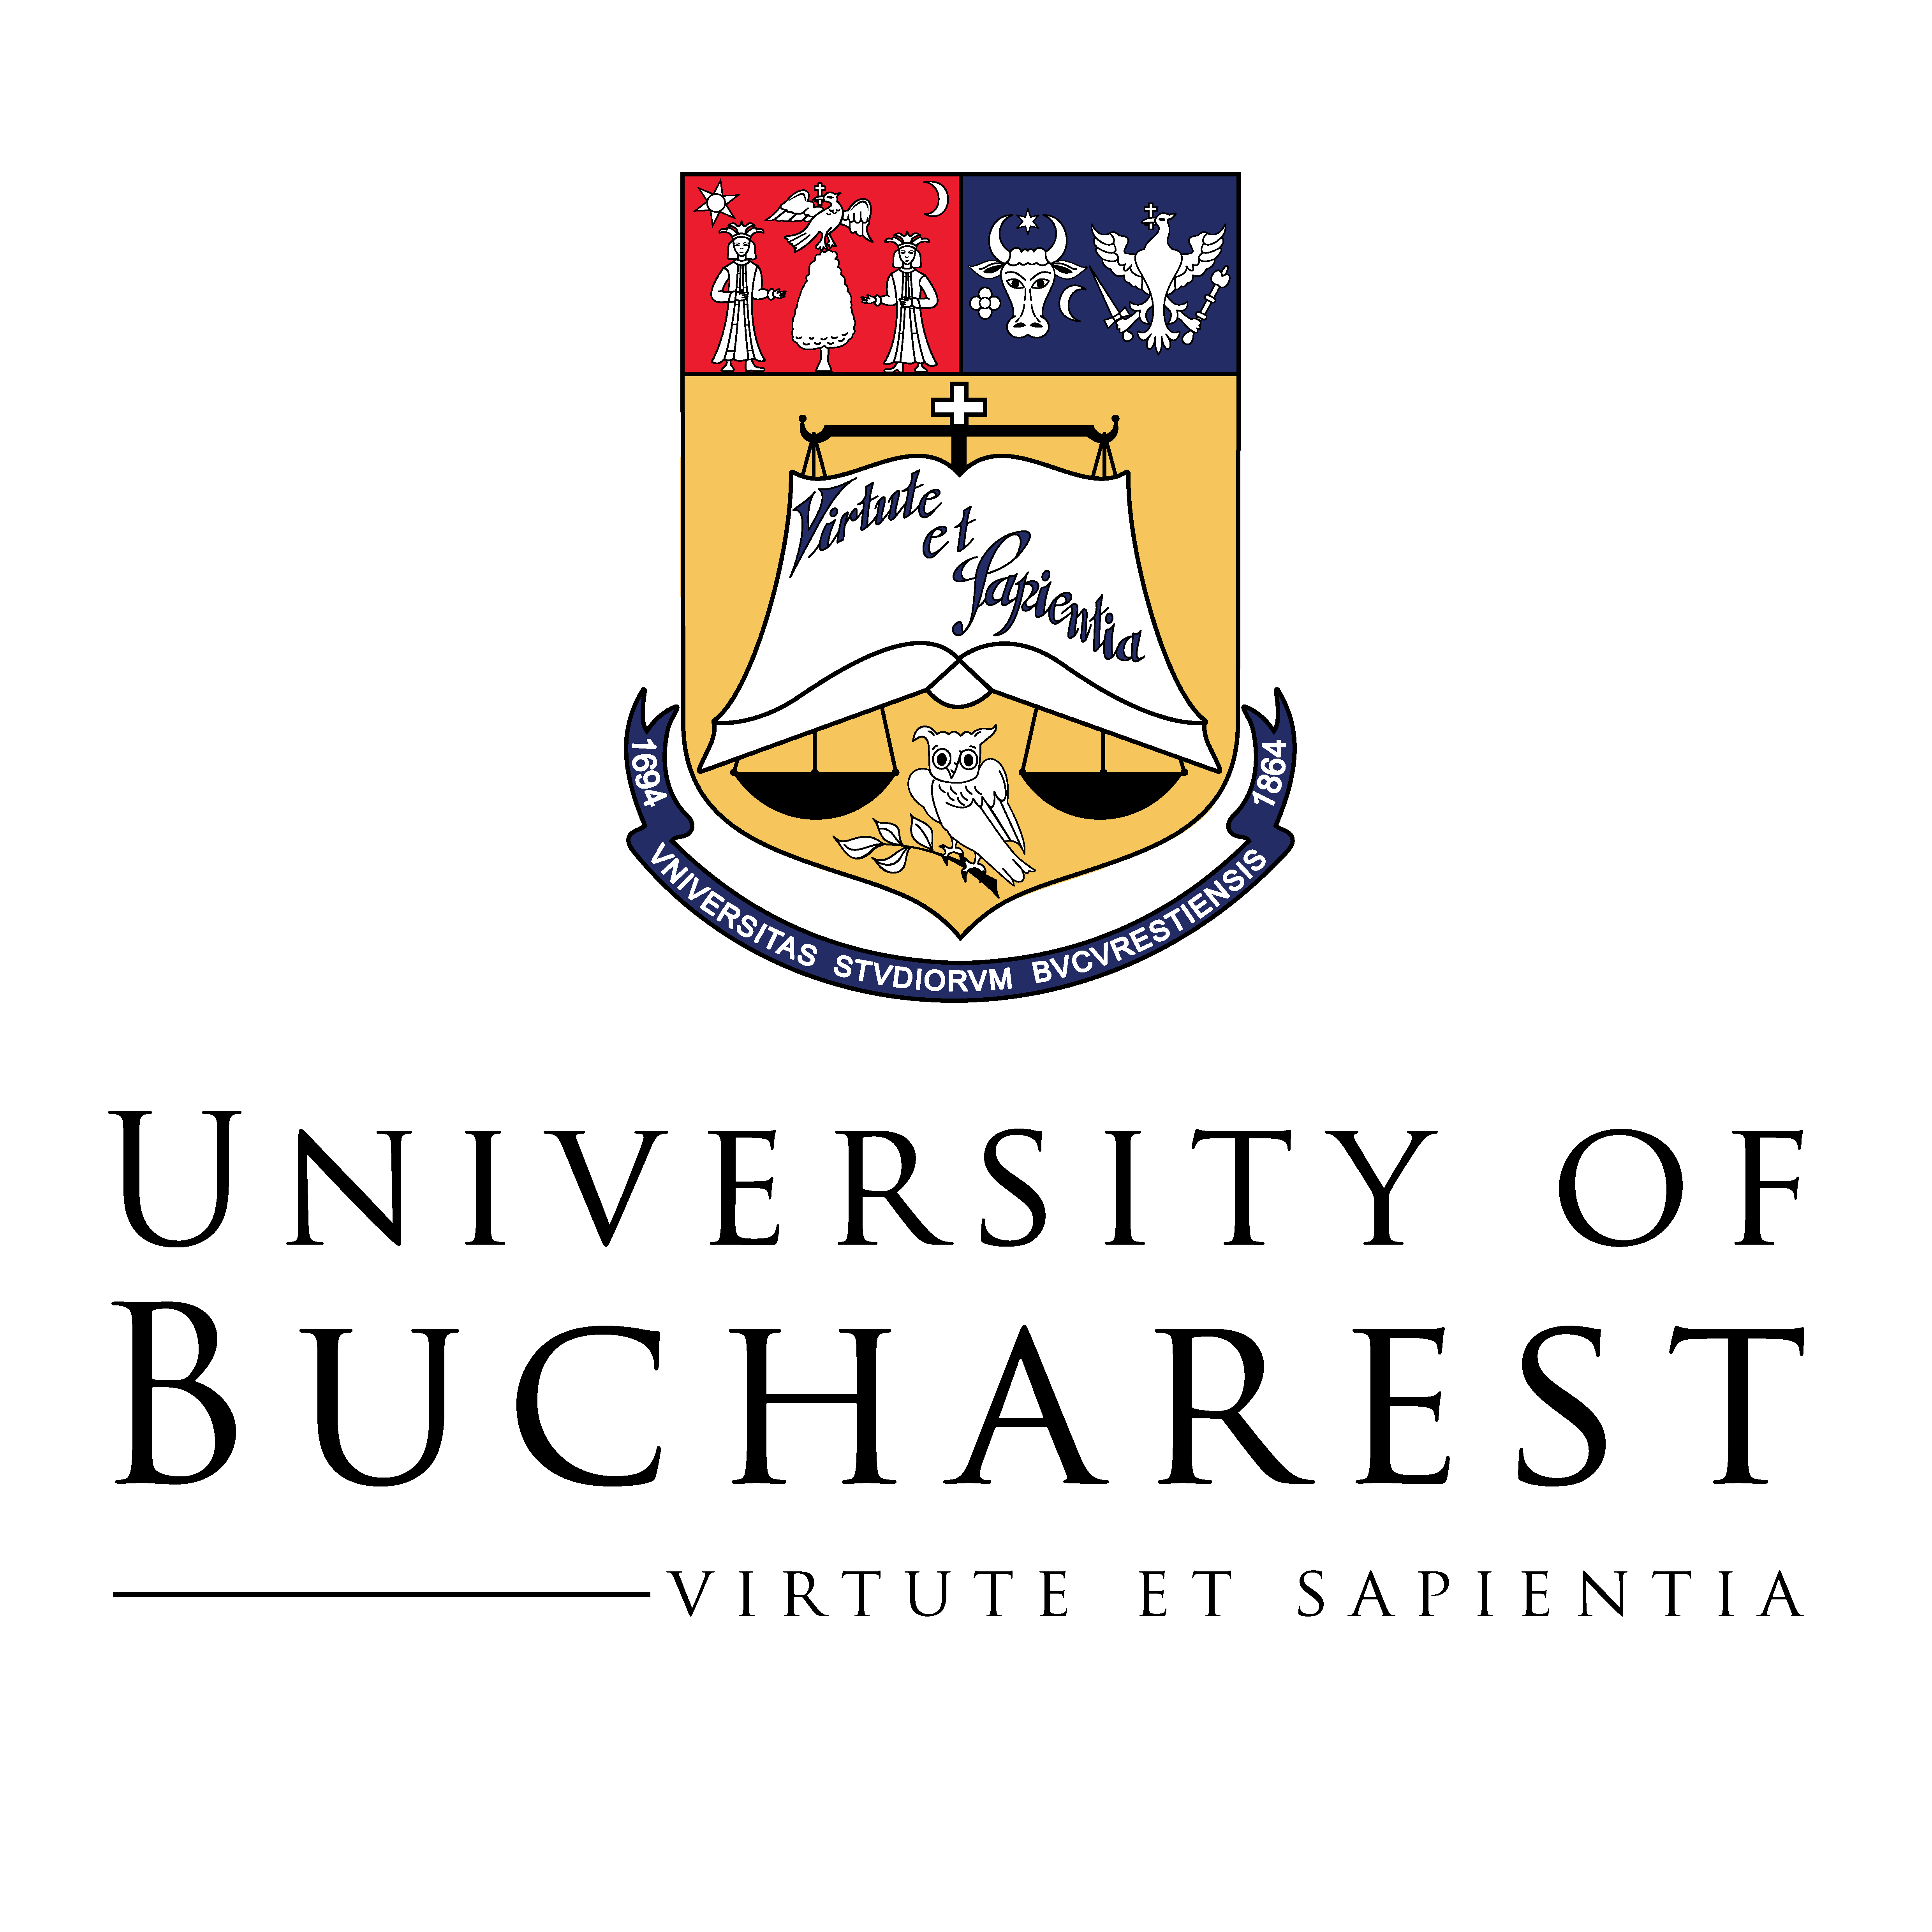 Virtute
et
Sapientia
1694
VNIVERSITAS STVDIORVM BVCVRESTIENSIS
1864
UNIVERSITY OF
BUCHAREST
VIRTUTE ET SAPIENTIA